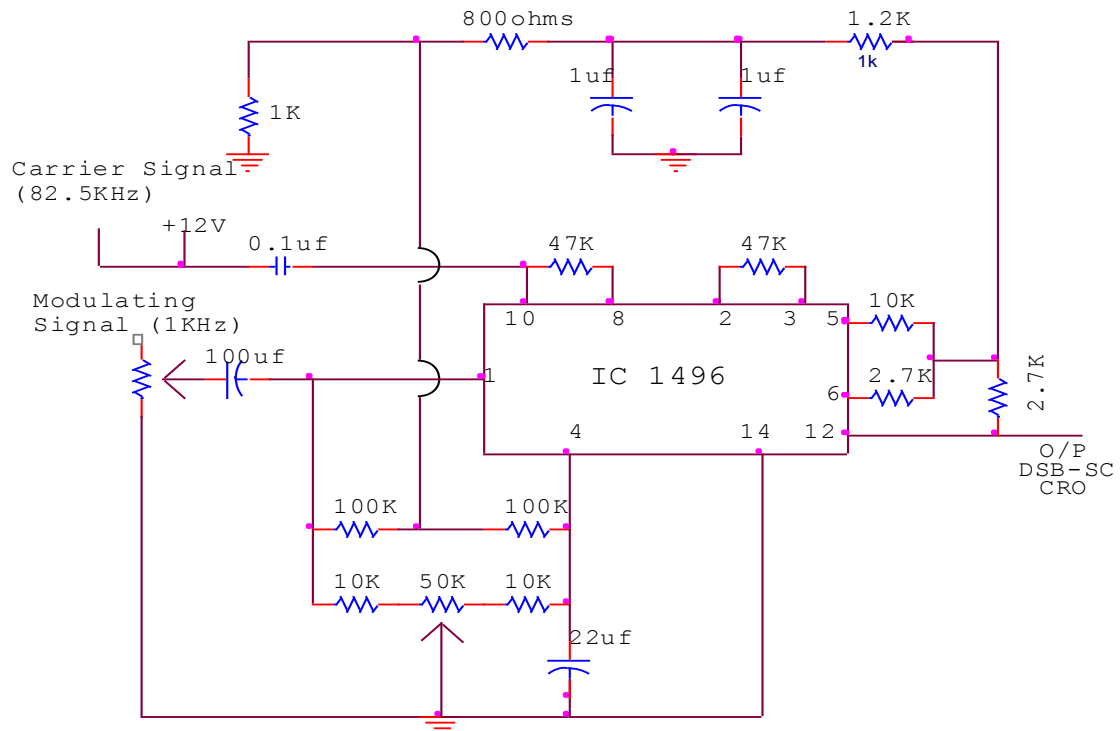 800ohms
1.2K
1k
1uf
1uf
1K
Carrier Signal
(82.5KHz)
+12V
0.1uf
47K
47K
Modulating
Signal (1KHz)
10
8
2
3
5
10K
100uf
1
IC 1496
2.7K
6
2.7K
4
14
12
O/P
DSB-SC
CRO
100K
100K
10K
50K
10K
22uf